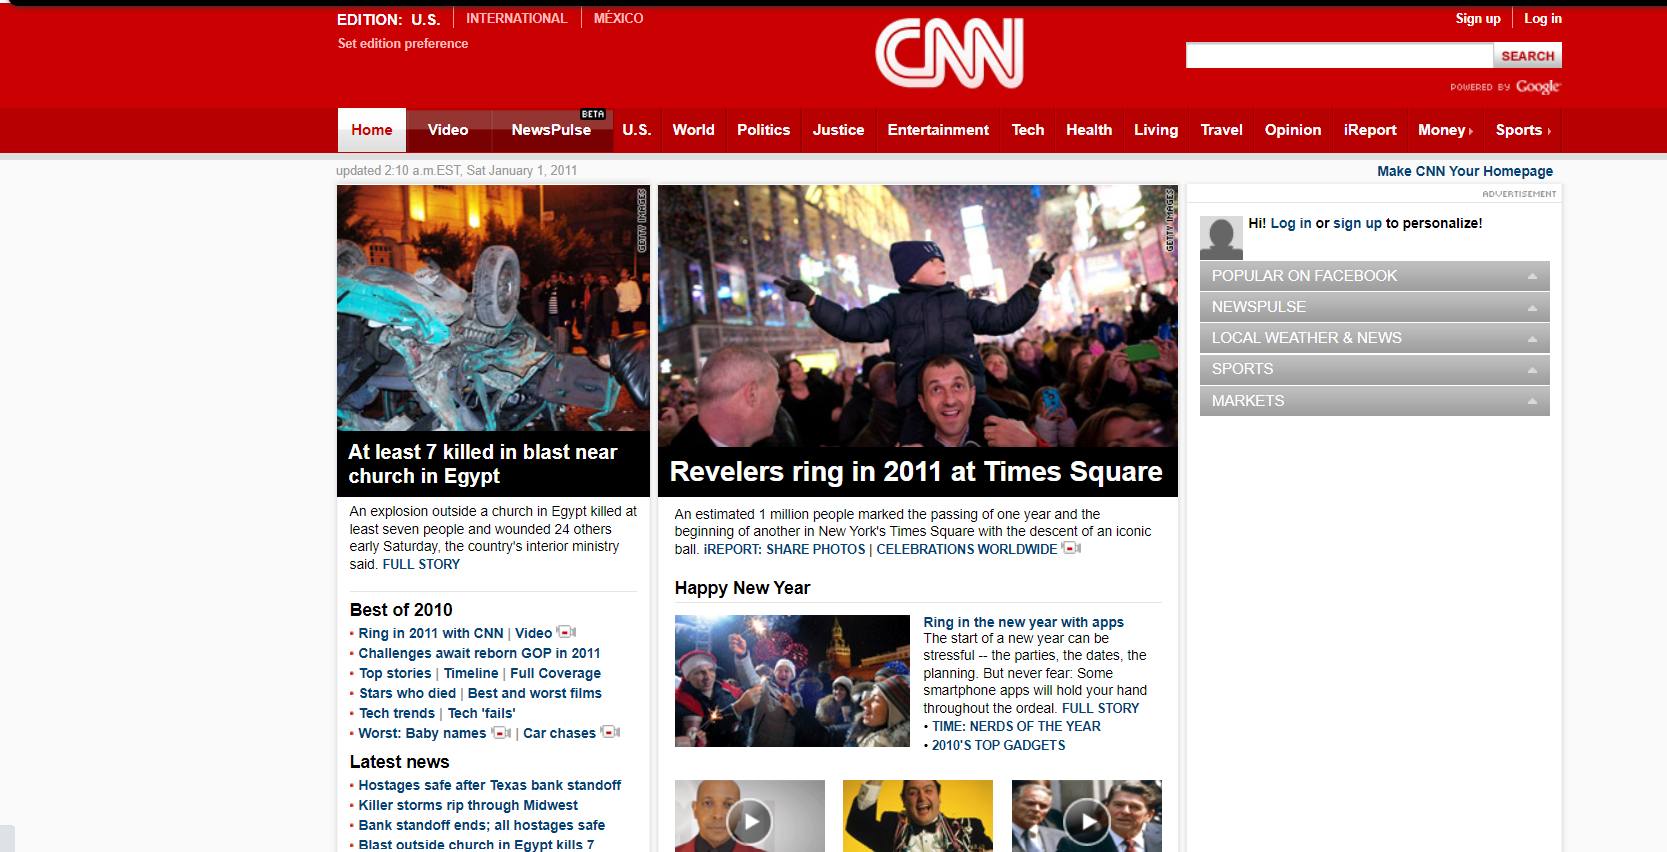 EDITION: U.S. INTERNATIONAL MÉXICO
Set edition preference
CNN
Sign up Log in
SEARCH
POWERED BY Google
Home Video NewsPulse BETA U.S. World Politics Justice Entertainment Tech Health Living Travel Opinion iReport Money Sports
updated 2:10 a.m.EST, Sat January 1, 2011
Make CNN Your Homepage
GETTY IMAGES
At least 7 killed in blast near
church in Egypt
An explosion outside a church in Egypt killed at
least seven people and wounded 24 others
early Saturday, the country's interior ministry
said. FULL STORY
Best of 2010
Ring in 2011 with CNN | Video
Challenges await reborn GOP in 2011
Top stories | Timeline | Full Coverage
Stars who died | Best and worst films
Tech trends | Tech 'fails'
Worst: Baby names | Car chases
Latest news
Hostages safe after Texas bank standoff
Killer storms rip through Midwest
Bank standoff ends; all hostages safe
Blast outside church in Egypt kills 7
GETTY IMAGES
Revelers ring in 2011 at Times Square
An estimated 1 million people marked the passing of one year and the
beginning of another in New York's Times Square with the descent of an iconic
ball. iREPORT: SHARE PHOTOS | CELEBRATIONS WORLDWIDE
Happy New Year
Ring in the new year with apps
The start of a new year can be
stressful -- the parties, the dates, the
planning. But never fear: Some
smartphone apps will hold your hand
throughout the ordeal. FULL STORY
• TIME: NERDS OF THE YEAR
• 2010'S TOP GADGETS
ADVERTISEMENT
Hi! Log in or sign up to personalize!
POPULAR ON FACEBOOK
NEWSPULSE
LOCAL WEATHER & NEWS
SPORTS
MARKETS